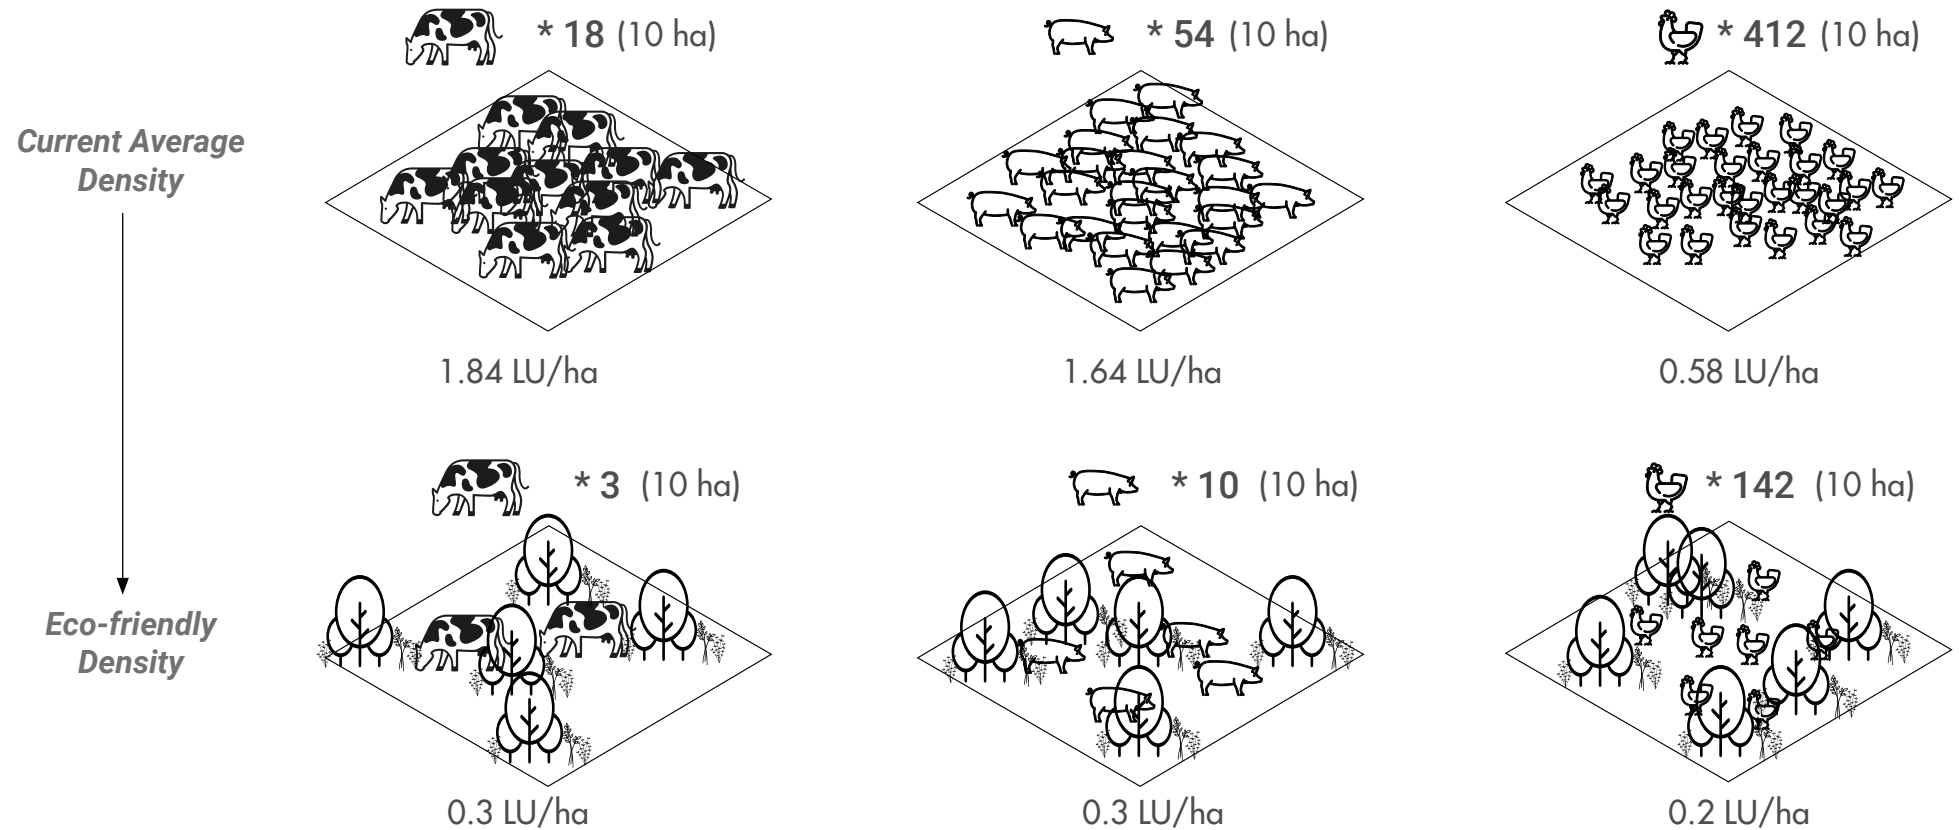 * 18 (10 ha)
* 54 (10 ha)
* 412 (10 ha)
Current Average
Density
1.84 LU/ha
1.64 LU/ha
0.58 LU/ha
* 3 (10 ha)
* 10 (10 ha)
* 142 (10 ha)
Eco-friendly
Density
0.3 LU/ha
0.3 LU/ha
0.2 LU/ha